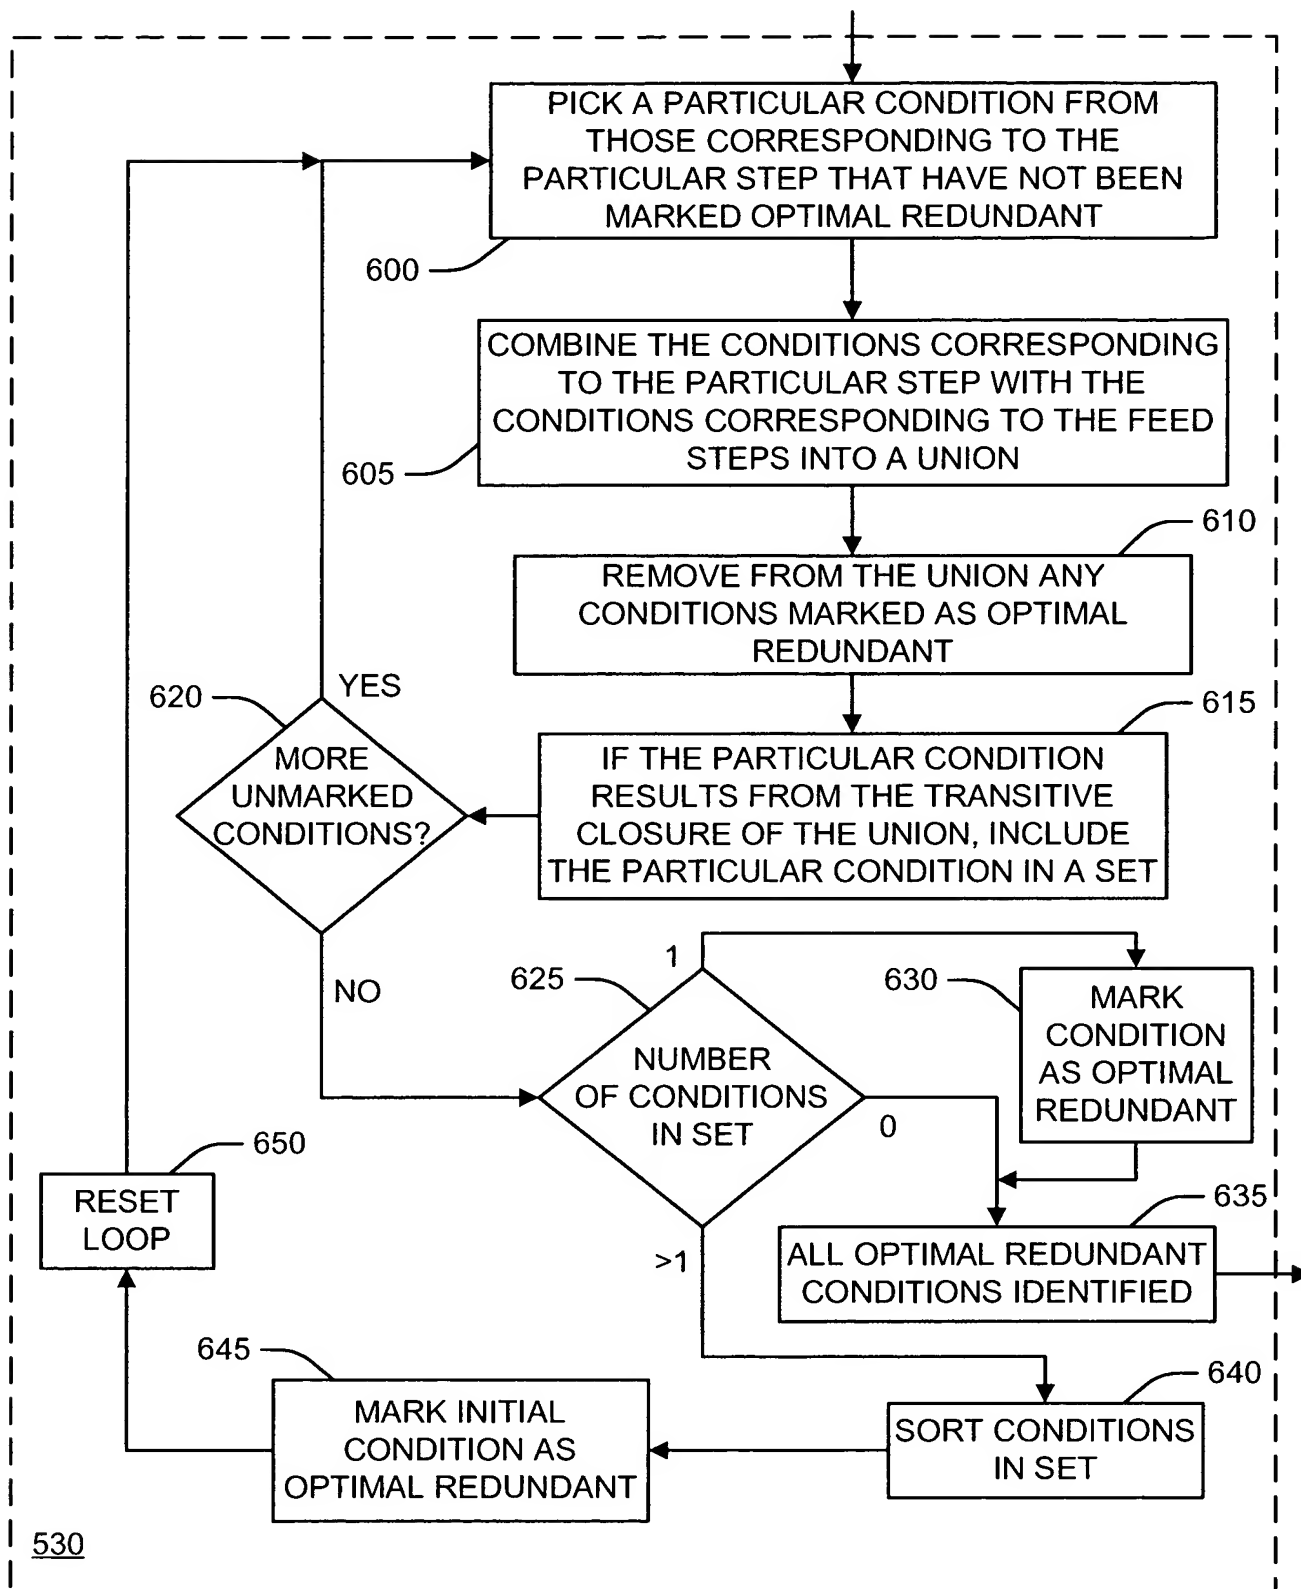 PICK A PARTICULAR CONDITION FROM
THOSE CORRESPONDING TO THE
PARTICULAR STEP THAT HAVE NOT BEEN
MARKED OPTIMAL REDUNDANT
600
COMBINE THE CONDITIONS CORRESPONDING
TO THE PARTICULAR STEP WITH THE
CONDITIONS CORRESPONDING TO THE FEED
STEPS INTO A UNION
605
610
REMOVE FROM THE UNION ANY
CONDITIONS MARKED AS OPTIMAL
REDUNDANT
615
IF THE PARTICULAR CONDITION
RESULTS FROM THE TRANSITIVE
CLOSURE OF THE UNION, INCLUDE
THE PARTICULAR CONDITION IN A SET
620
YES
MORE
UNMARKED
CONDITIONS?
NO
625
1
NUMBER
OF CONDITIONS
IN SET
0
>1
630
MARK
CONDITION
AS OPTIMAL
REDUNDANT
635
ALL OPTIMAL REDUNDANT
CONDITIONS IDENTIFIED
640
SORT CONDITIONS
IN SET
645
MARK INITIAL
CONDITION AS
OPTIMAL REDUNDANT
650
RESET
LOOP
530